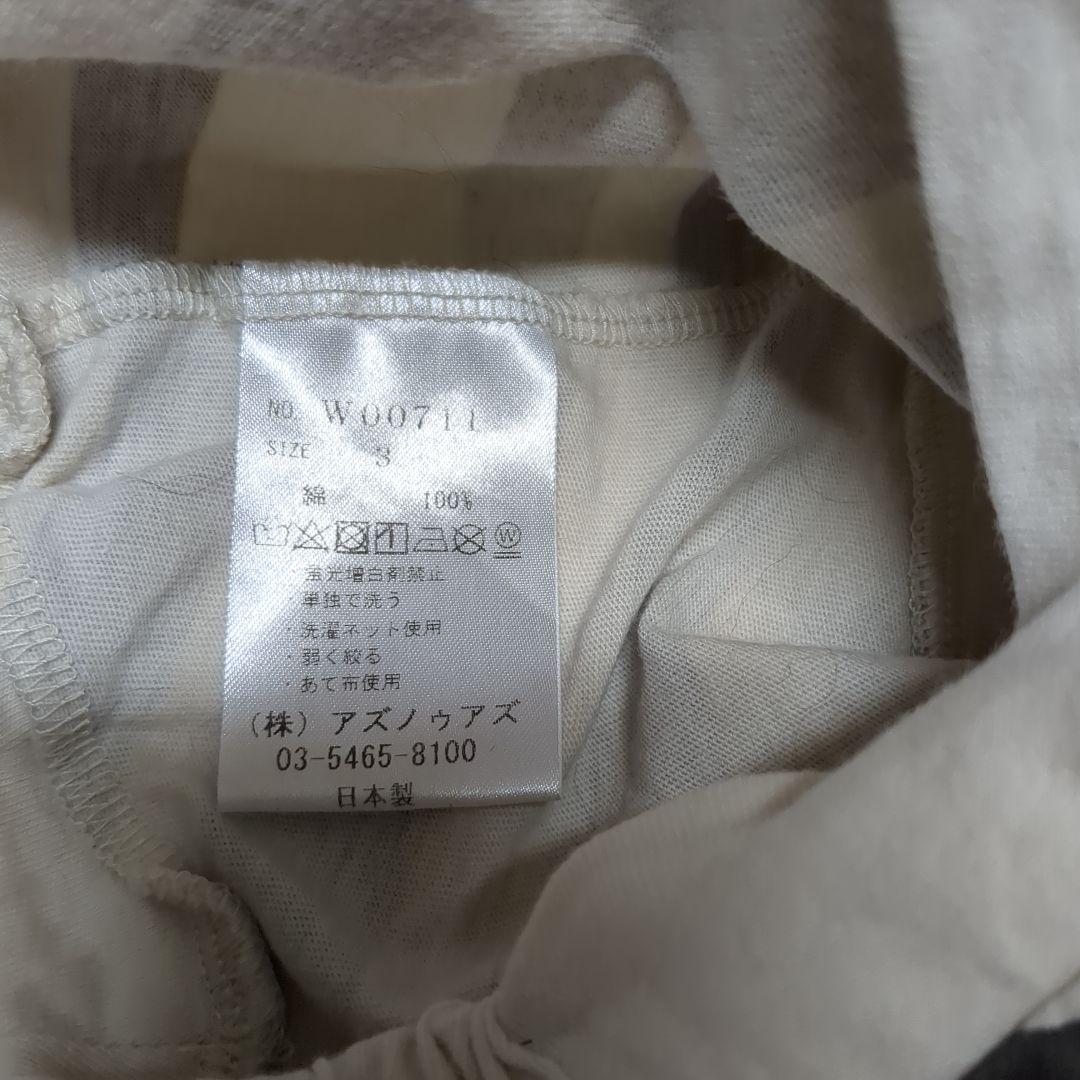 NO. W00711
SIZE 3
綿 100%
W
・蛍光増白剤禁止
・単独で洗う
・洗濯ネット使用
・弱く絞る
・あて布使用
(株) アズノゥアズ
03-5465-8100
日本製